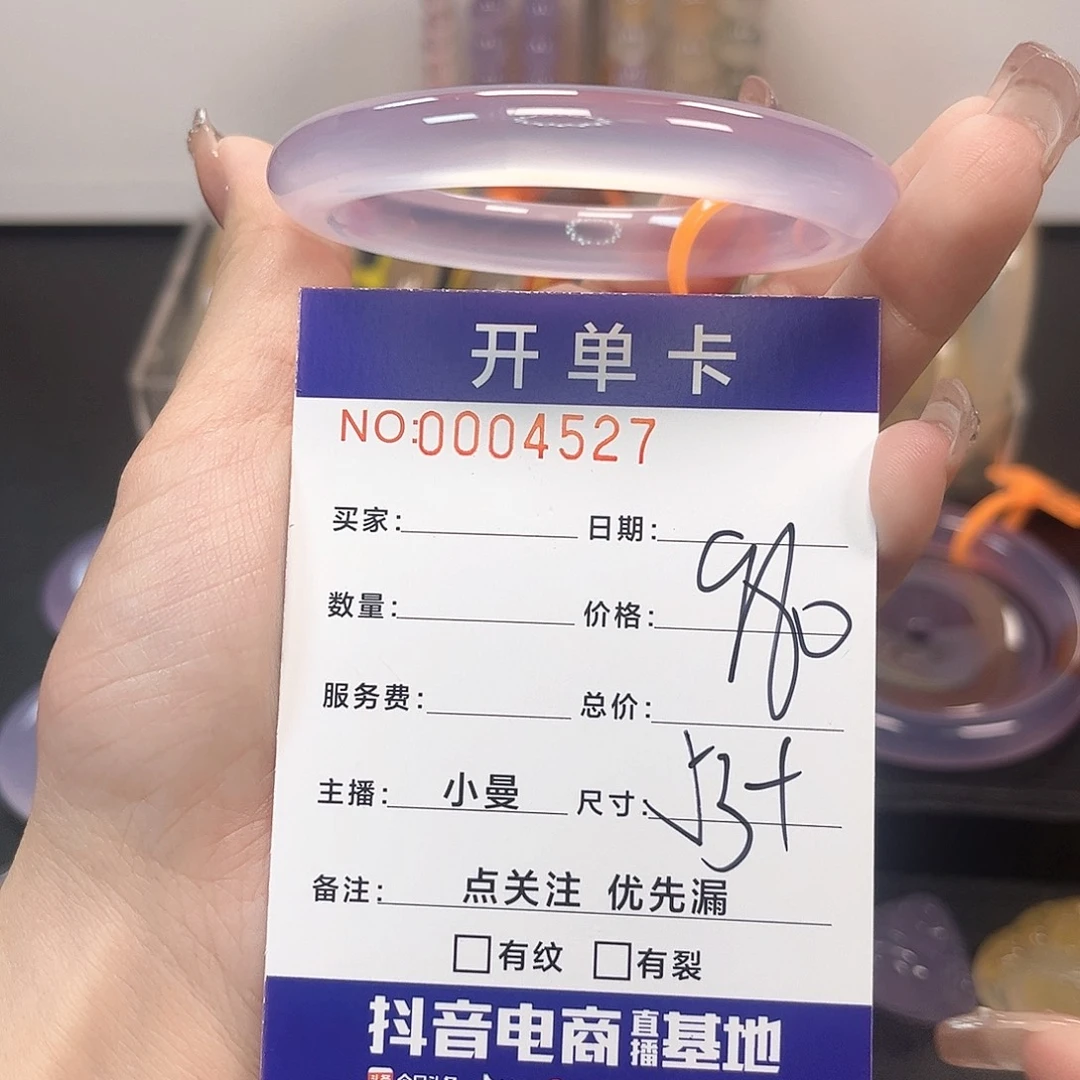 开单卡
NO:0004527
买家: 日期:
数量: 价格: 980
服务费: 总价:
主播: 小曼 尺寸: 53+
备注: 点关注 优先漏
□有纹 □有裂
抖音电商直播基地